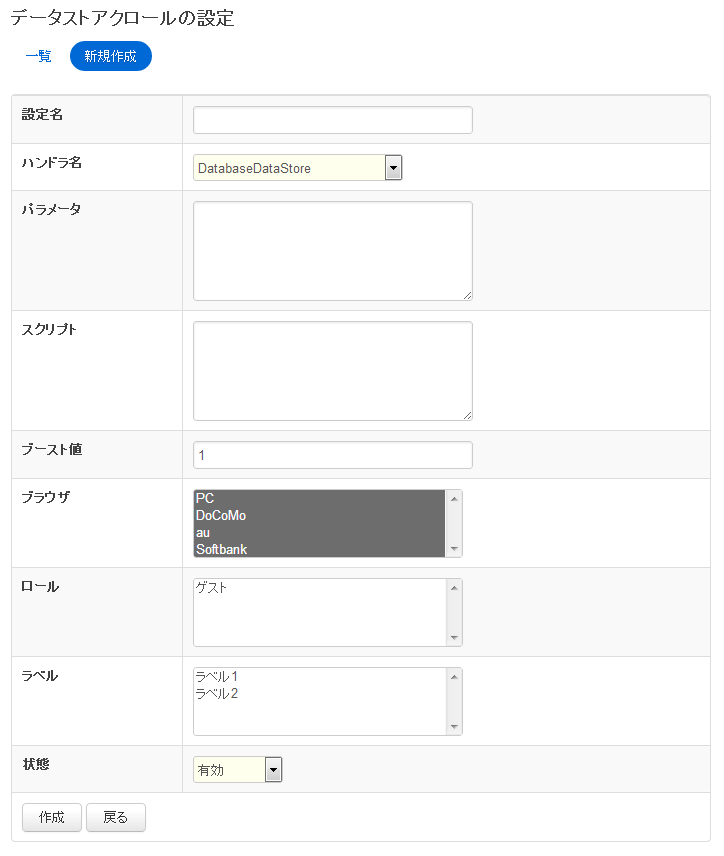 データストアクロールの設定
一覧 新規作成
設定名
ハンドラ名 DatabaseDataStore
パラメータ
スクリプト
ブースト値 1
ブラウザ PC
DoCoMo
au
Softbank
ロール ゲスト
ラベル ラベル1
ラベル2
状態 有効
作成 戻る